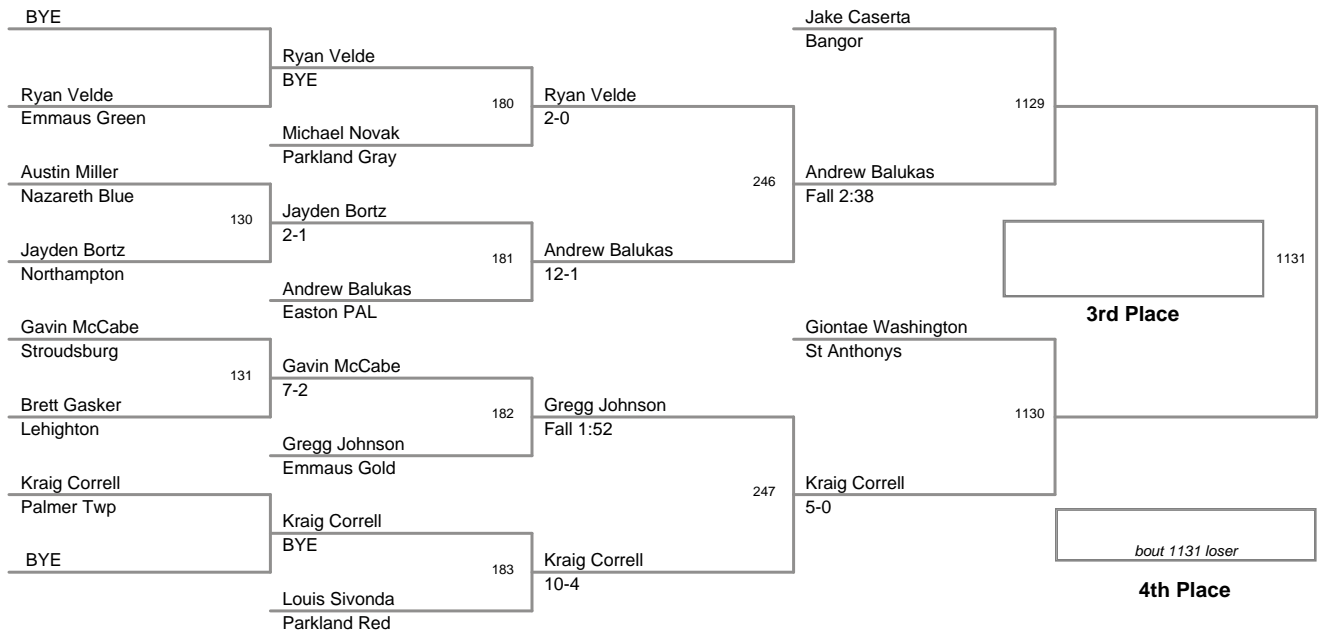 BYE
Ryan Velde
Emmaus Green
Austin Miller
Nazareth Blue
130
Jayden Bortz
Northampton
Gavin McCabe
Stroudsburg
131
Brett Gasker
Lehighton
Kraig Correll
Palmer Twp
BYE
Ryan Velde
BYE
180
Michael Novak
Parkland Gray
Jayden Bortz
2-1
181
Andrew Balukas
Easton PAL
Gavin McCabe
7-2
182
Gregg Johnson
Emmaus Gold
Kraig Correll
BYE
183
Louis Sivonda
Parkland Red
Ryan Velde
2-0
246
Andrew Balukas
12-1
Gregg Johnson
Fall 1:52
247
Kraig Correll
10-4
Jake Caserta
Bangor
1129
Andrew Balukas
Fall 2:38
Giontae Washington
St Anthonys
1130
Kraig Correll
5-0
1131
3rd Place
bout 1131 loser
4th Place